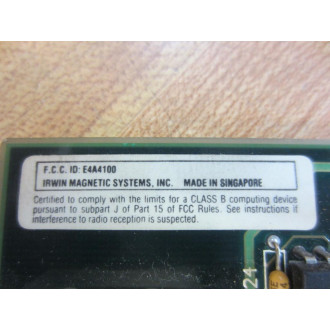 F.C.C. ID: E4A4100
IRWIN MAGNETIC SYSTEMS, INC. MADE IN SINGAPORE
Certified to comply with the limits for a CLASS B computing device
pursuant to subpart J of Part 15 of FCC Rules. See instructions if
interference to radio reception is suspected.
24